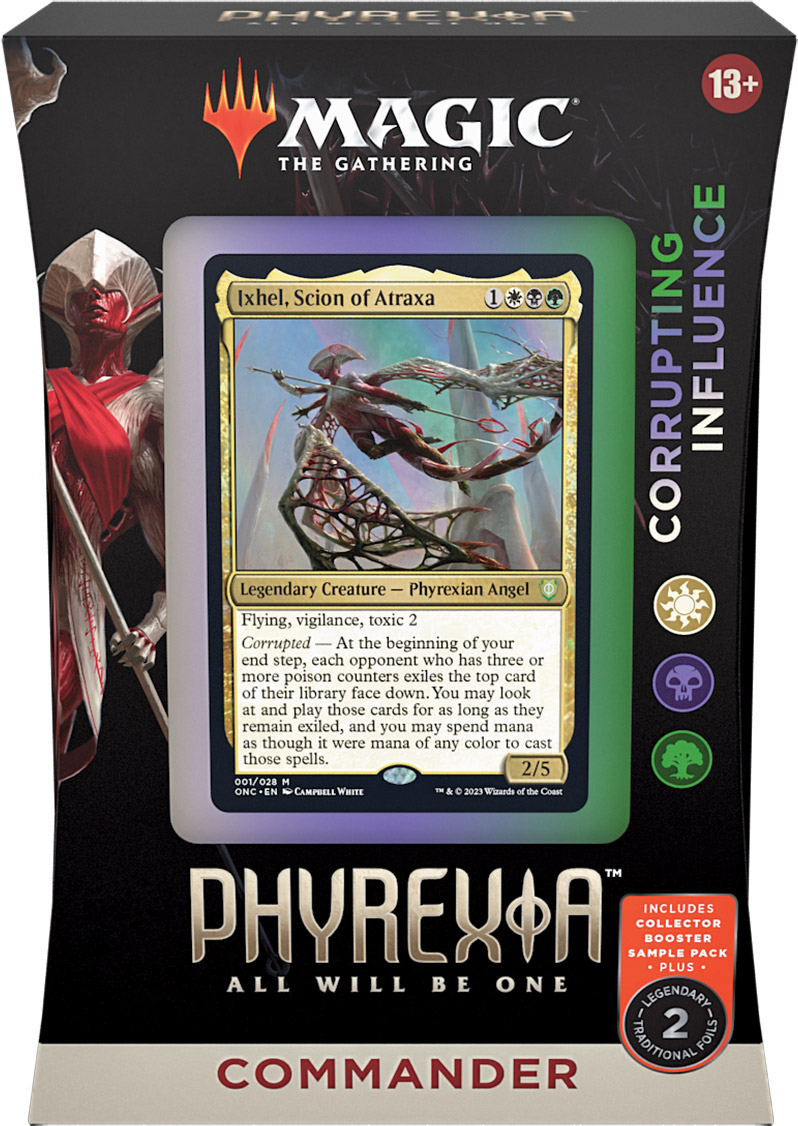 PHYREXIA
ALL WILL BE ONE
13+
MAGIC®
THE GATHERING
CORRUPTING
INFLUENCE
Ixhel, Scion of Atraxa 1
Legendary Creature — Phyrexian Angel
Flying, vigilance, toxic 2
Corrupted — At the beginning of your
end step, each opponent who has three or
more poison counters exiles the top card
of their library face down. You may look
at and play those cards for as long as they
remain exiled, and you may spend mana
as though it were mana of any color to cast
those spells.
2/5
001/028 M
ONC • EN CAMPBELL WHITE
™ & © 2023 Wizards of the Coast
PHYREXIA™
ALL WILL BE ONE
INCLUDES
COLLECTOR
BOOSTER
SAMPLE PACK
• PLUS •
LEGENDARY
2
TRADITIONAL FOILS
COMMANDER